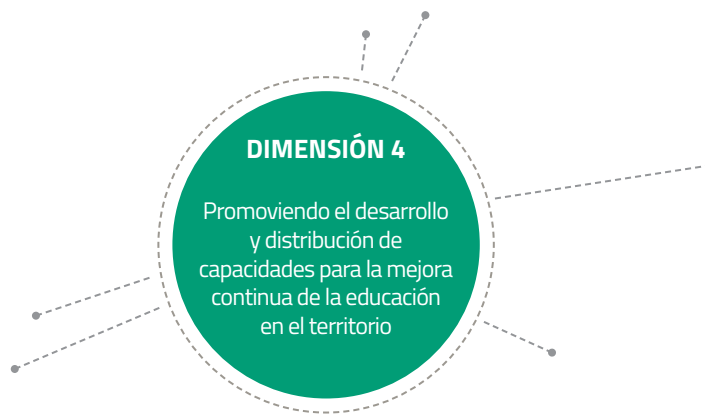 DIMENSIÓN 4
Promoviendo el desarrollo
y distribución de
capacidades para la mejora
continua de la educación
en el territorio